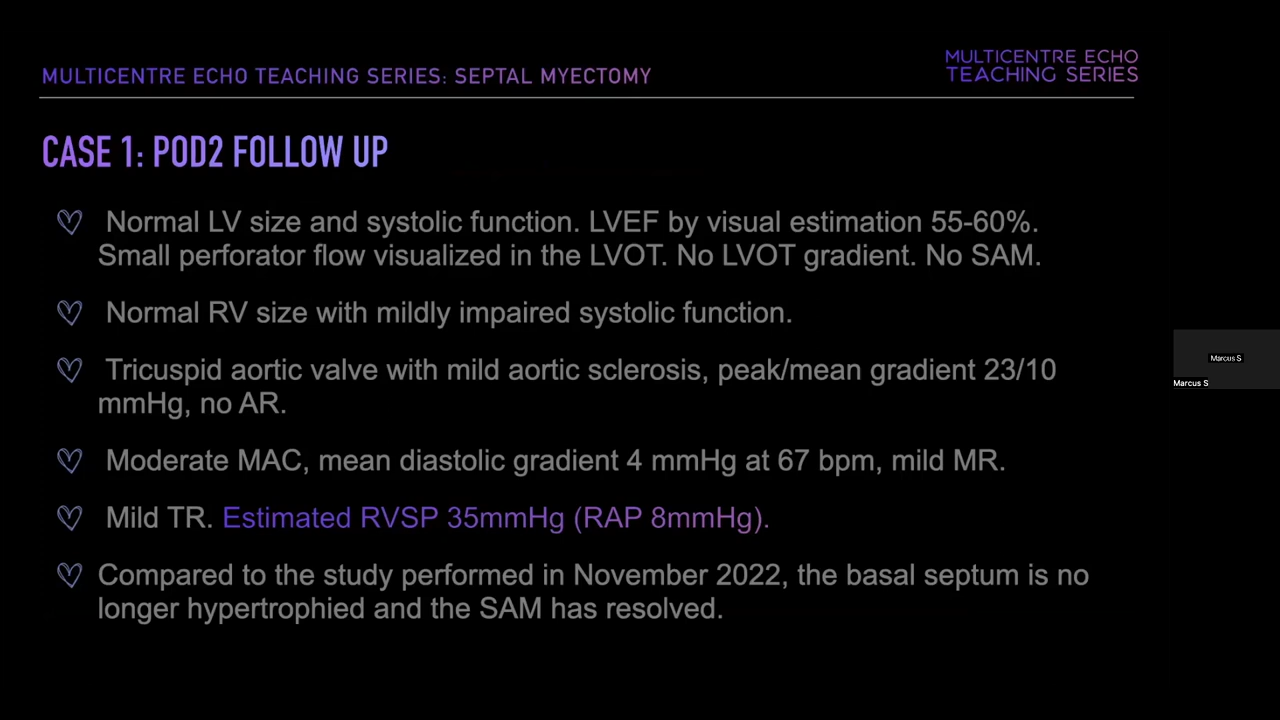 MULTICENTRE ECHO TEACHING SERIES: SEPTAL MYECTOMY
MULTICENTRE ECHO
TEACHING SERIES
CASE 1: POD2 FOLLOW UP
Normal LV size and systolic function. LVEF by visual estimation 55-60%.
Small perforator flow visualized in the LVOT. No LVOT gradient. No SAM.
Normal RV size with mildly impaired systolic function.
Tricuspid aortic valve with mild aortic sclerosis, peak/mean gradient 23/10
mmHg, no AR.
Moderate MAC, mean diastolic gradient 4 mmHg at 67 bpm, mild MR.
Mild TR. Estimated RVSP 35mmHg (RAP 8mmHg).
Compared to the study performed in November 2022, the basal septum is no
longer hypertrophied and the SAM has resolved.
Marcus S
Marcus S